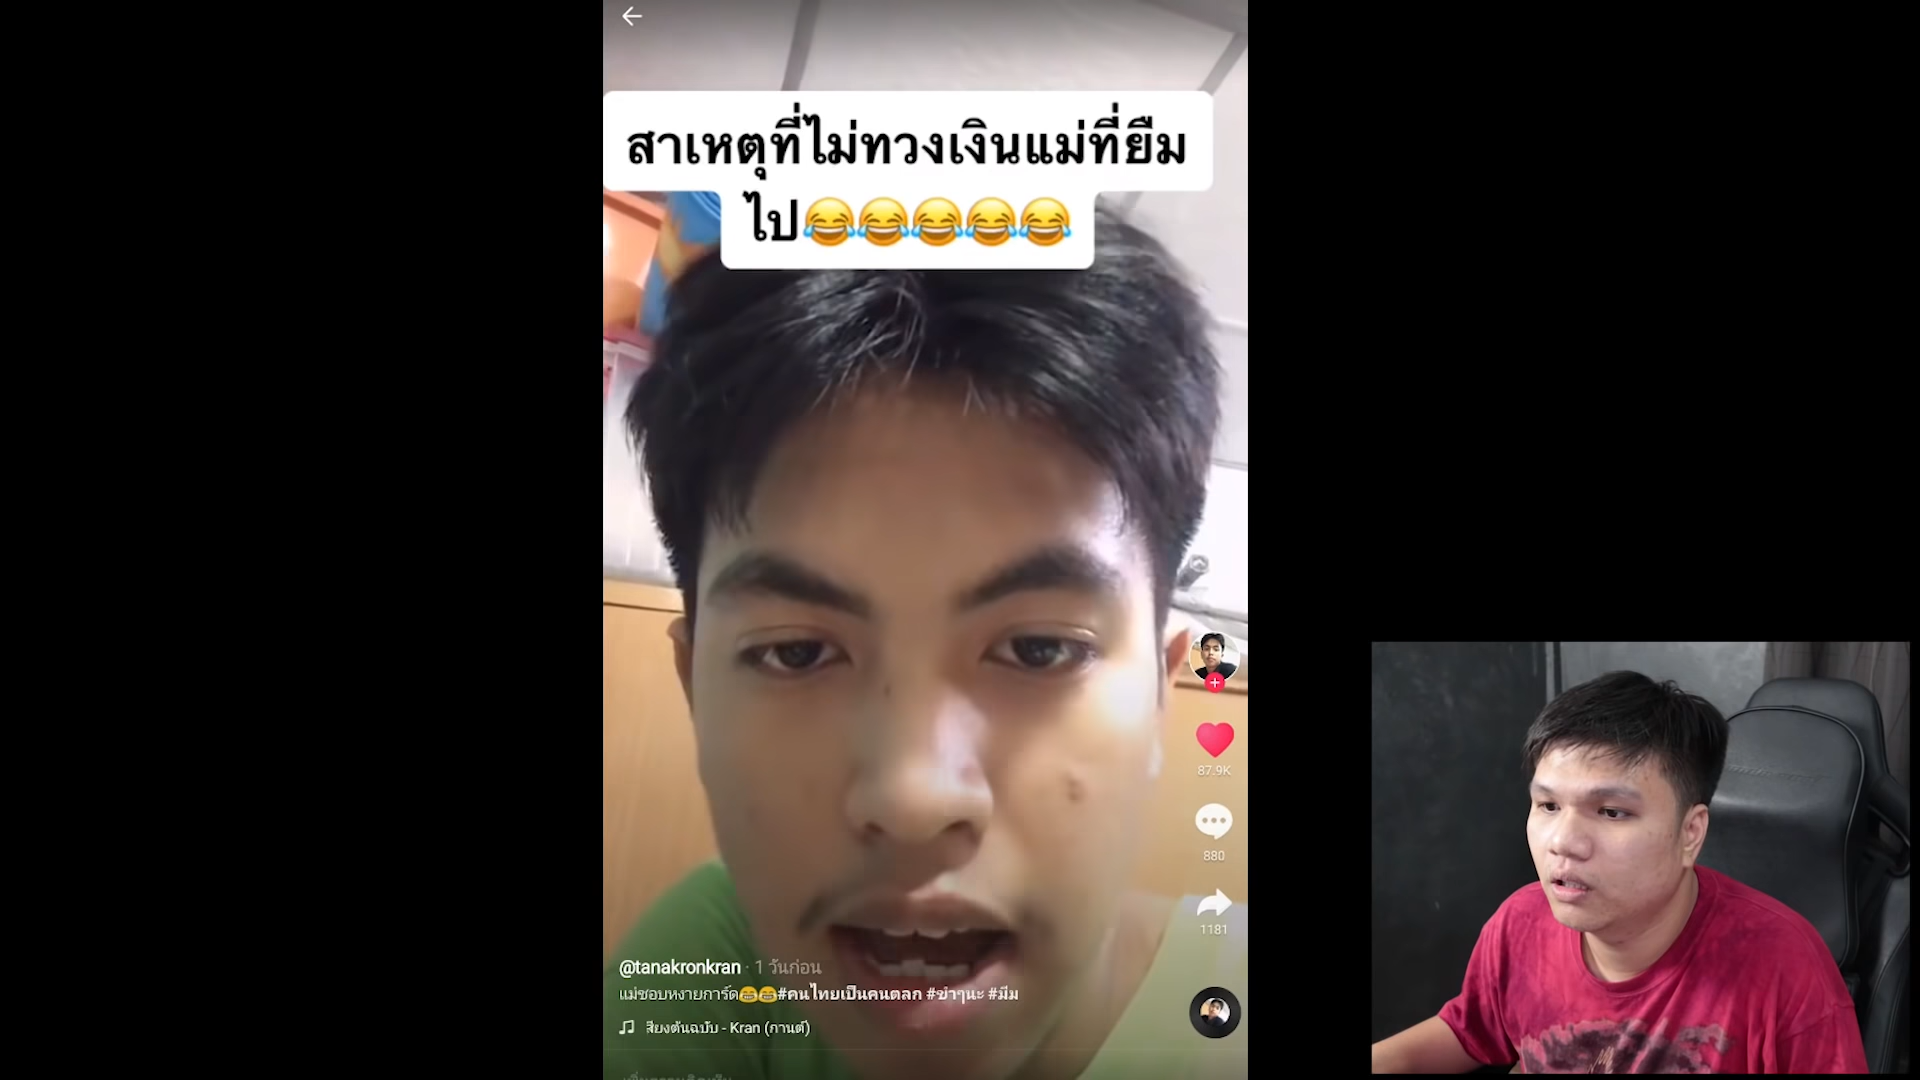 สาเหตุที่ไม่ทวงเงินแม่ที่ยืม
ไป😂😂😂😂😂
87.9K
880
1181
@tanakronkran · 1 วันก่อน
แม่ชอบหงายการ์ด😂😂#คนไทยเป็นคนตลก #ขำๆนะ #มีม
เสียงต้นฉบับ - Kran (กานต์)